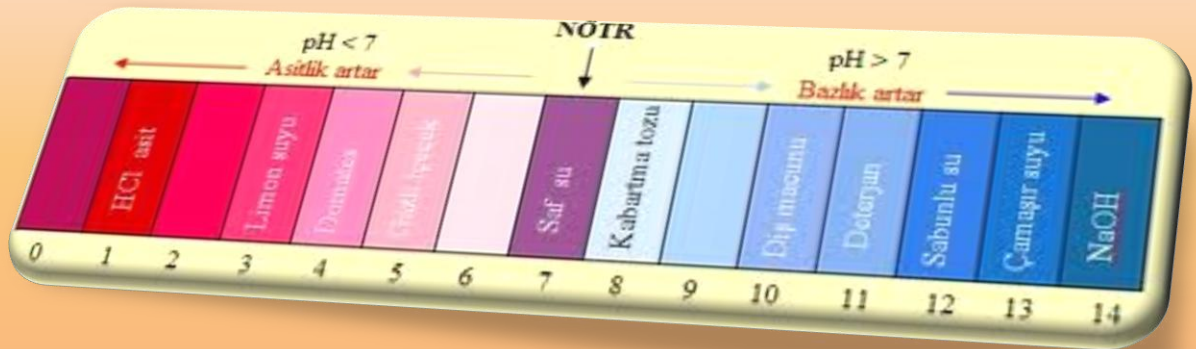 NÖTR
pH < 7
pH > 7
Asitlik artar
Bazlık artar
HCl asit
Limon suyu
Domates
Gazlı içecek
Saf su
Kabartma tozu
Diş macunu
Deterjan
Sabunlu su
Çamaşır suyu
NaOH
0 1 2 3 4 5 6 7 8 9 10 11 12 13 14